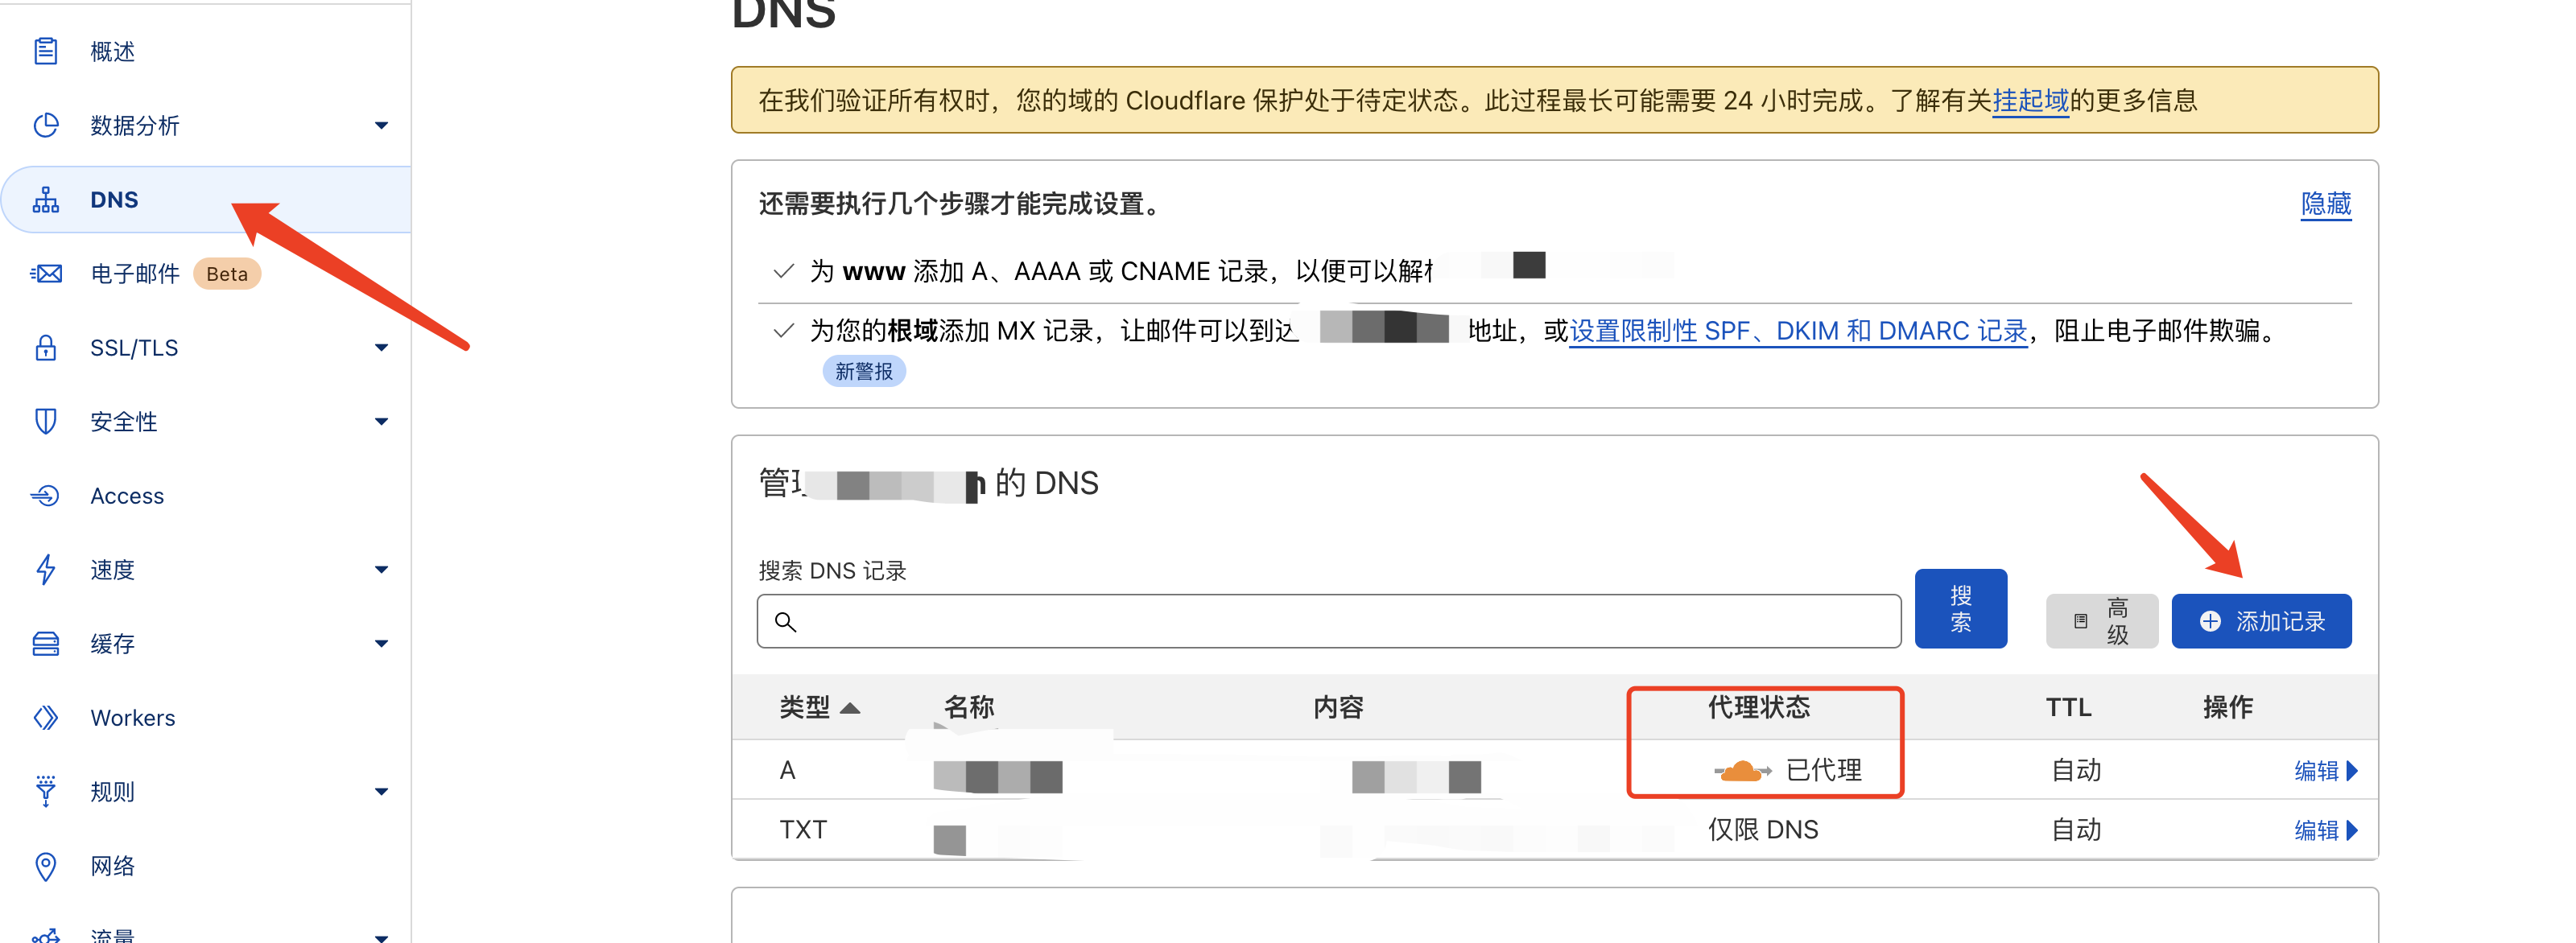 DNS
概述
数据分析
DNS
电子邮件 Beta
SSL/TLS
安全性
Access
速度
缓存
Workers
规则
网络
流量
在我们验证所有权时，您的域的 Cloudflare 保护处于待定状态。此过程最长可能需要 24 小时完成。了解有关挂起域的更多信息
还需要执行几个步骤才能完成设置。
隐藏
为 www 添加 A、AAAA 或 CNAME 记录，以便可以解
为您的根域添加 MX 记录，让邮件可以到达 地址，或设置限制性 SPF、DKIM 和 DMARC 记录，阻止电子邮件欺骗。
新警报
管 的 DNS
搜索 DNS 记录
搜索
高级
添加记录
类型 名称 内容 代理状态 TTL 操作
A 已代理 自动 编辑
TXT 仅限 DNS 自动 编辑